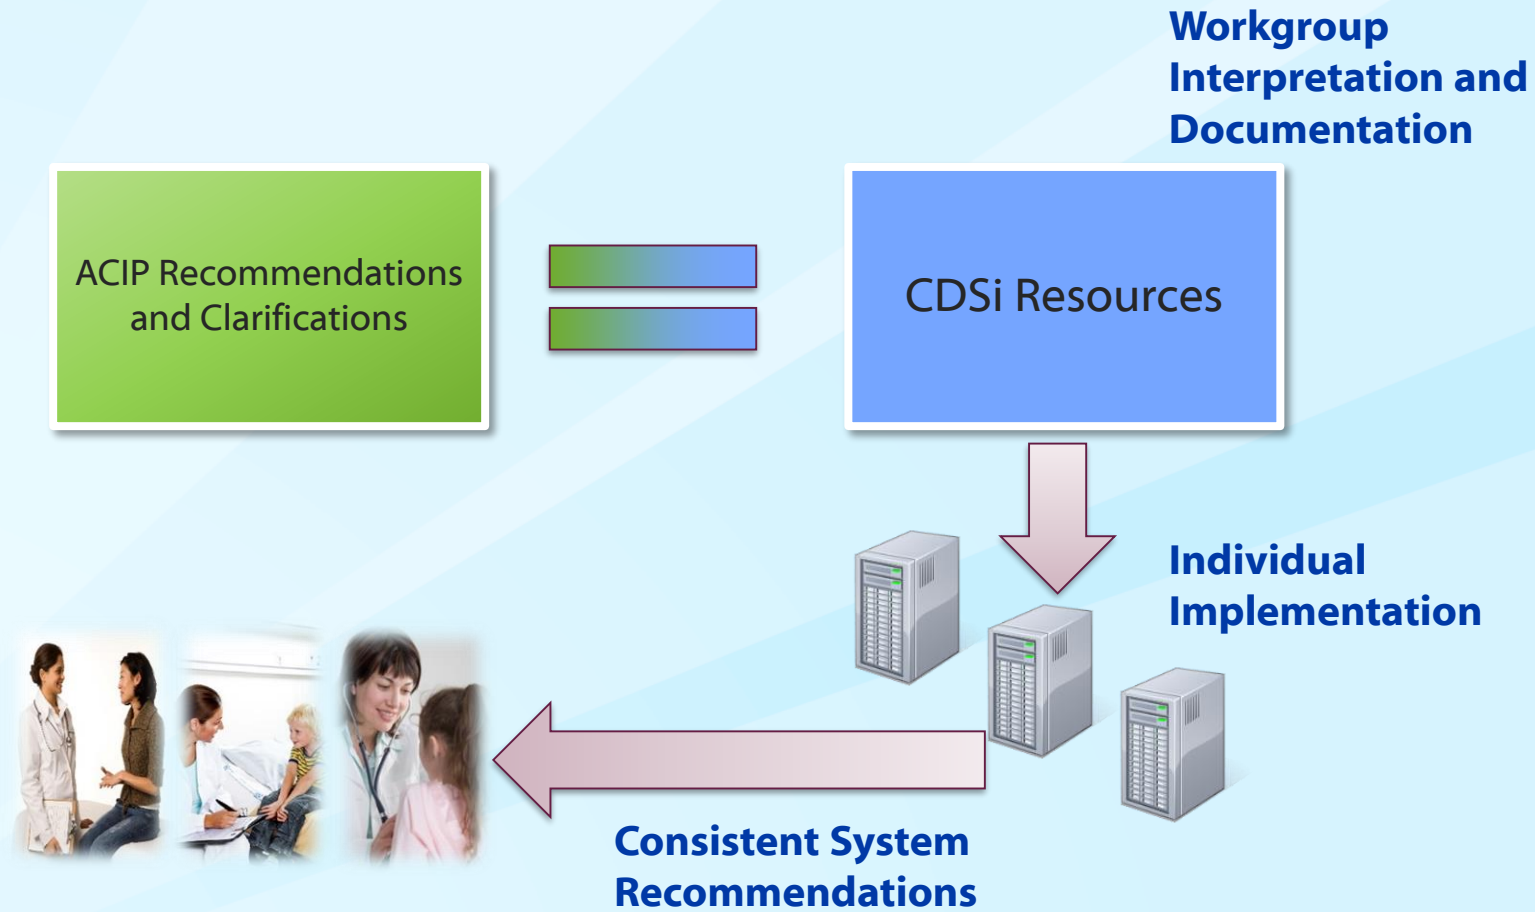 Workgroup
Interpretation and
Documentation
ACIP Recommendations
and Clarifications
CDSi Resources
Individual
Implementation
Consistent System
Recommendations